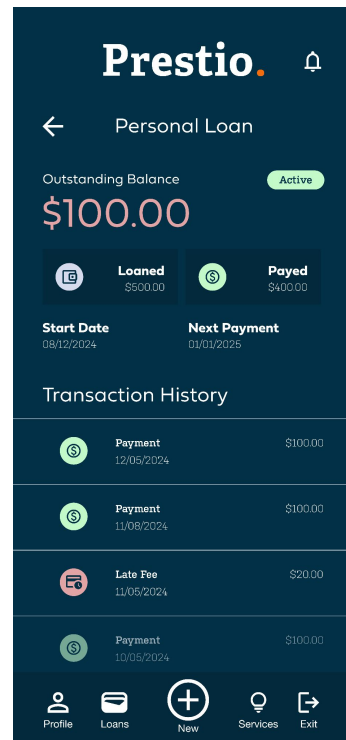 Prestio.
Personal Loan
Outstanding Balance
Active
$100.00
Loaned
$500.00
Payed
$400.00
Start Date
08/12/2024
Next Payment
01/01/2025
Transaction History
Payment
12/05/2024
$100.00
Payment
11/08/2024
$100.00
Late Fee
11/05/2024
$20.00
Payment
10/05/2024
$100.00
Profile
Loans
New
Services
Exit